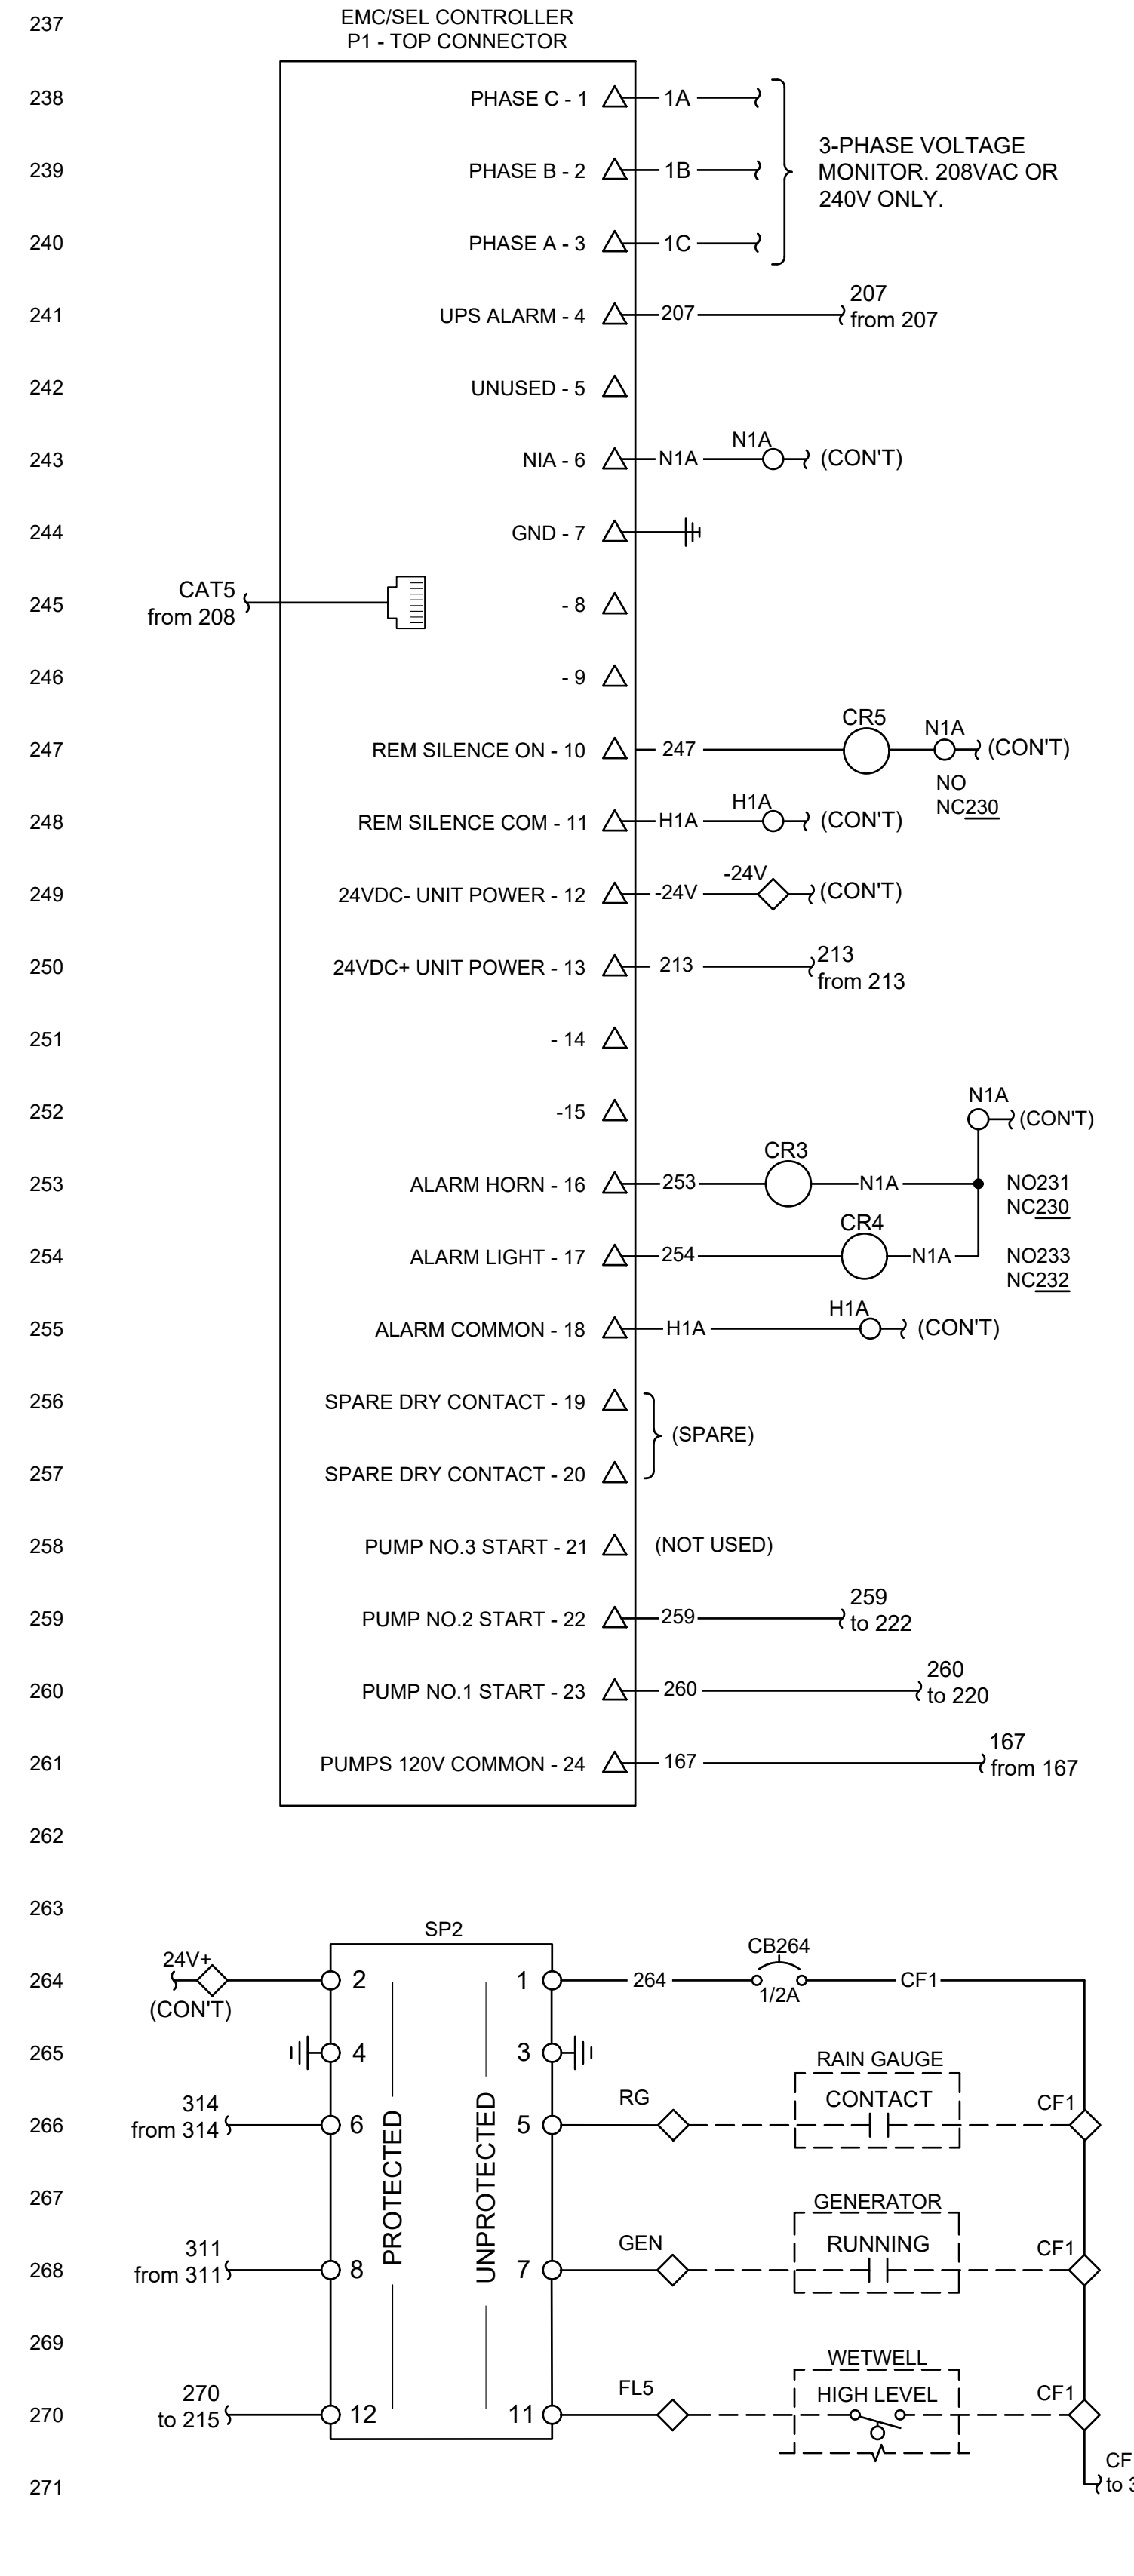 237
EMC/SEL CONTROLLER
P1 - TOP CONNECTOR
238
PHASE C - 1
1A
239
PHASE B - 2
1B
3-PHASE VOLTAGE
MONITOR. 208VAC OR
240V ONLY.
240
PHASE A - 3
1C
241
UPS ALARM - 4
207
207
from 207
242
UNUSED - 5
243
NIA - 6
N1A
N1A
(CON'T)
244
GND - 7
245
CAT5
from 208
- 8
246
- 9
247
REM SILENCE ON - 10
247
CR5
N1A
(CON'T)
NO
NC230
248
REM SILENCE COM - 11
H1A
H1A
(CON'T)
249
24VDC- UNIT POWER - 12
-24V
-24V
(CON'T)
250
24VDC+ UNIT POWER - 13
213
213
from 213
251
- 14
252
-15
N1A
(CON'T)
253
ALARM HORN - 16
253
CR3
N1A
NO231
NC230
254
ALARM LIGHT - 17
254
CR4
N1A
NO233
NC232
255
ALARM COMMON - 18
H1A
H1A
(CON'T)
256
SPARE DRY CONTACT - 19
(SPARE)
257
SPARE DRY CONTACT - 20
258
PUMP NO.3 START - 21
(NOT USED)
259
PUMP NO.2 START - 22
259
259
to 222
260
PUMP NO.1 START - 23
260
260
to 220
261
PUMPS 120V COMMON - 24
167
167
from 167
262
263
SP2
264
24V+
(CON'T)
2
1
264
CB264
1/2A
CF1
265
4
3
RAIN GAUGE
266
314
from 314
6
5
RG
CONTACT
CF1
PROTECTED
UNPROTECTED
267
GENERATOR
268
311
from 311
8
7
GEN
RUNNING
CF1
269
WETWELL
270
270
to 215
12
11
FL5
HIGH LEVEL
CF1
271
CF
to